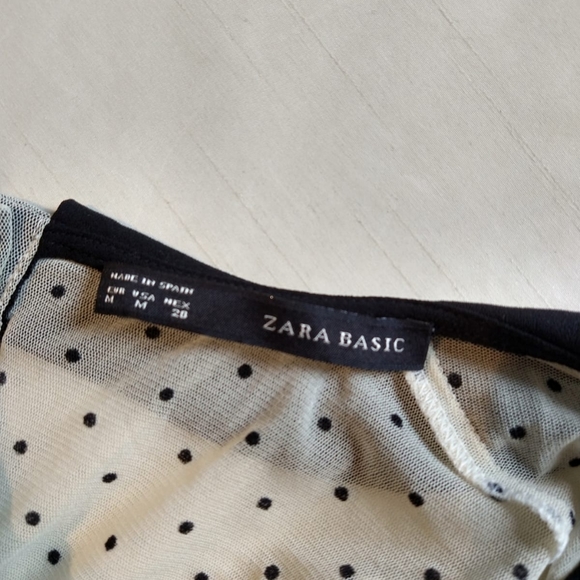 MADE IN SPAIN
EUR USA MEX
M M 28
ZARA BASIC